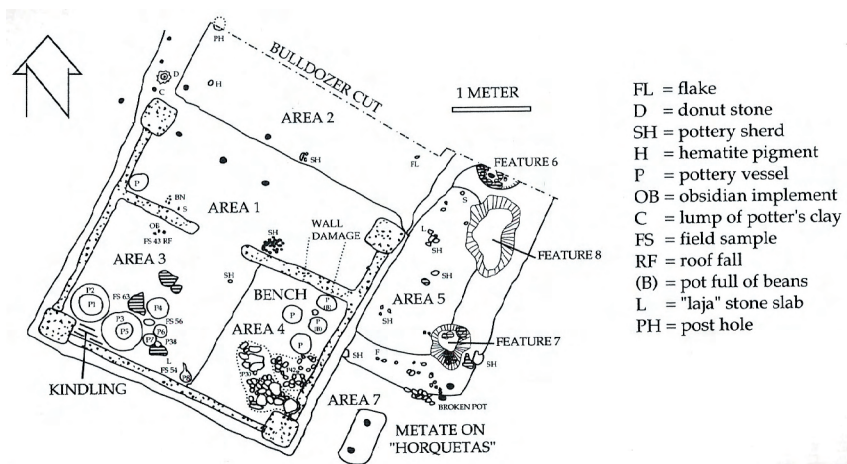 PH
BULLDOZER CUT
1 METER
D
C
H
AREA 2
SH
FL
FEATURE 6
P
BN
S
OB
FS 43 RF
AREA 1
WALL
DAMAGE
S
L
SH
SH
FEATURE 8
AREA 3
SH
BENCH
AREA 5
P2
P1
FS 63
P4
P3
P5
FS 56
P6
P7
P38
L
FS 54
P8
P
(B)
P
P
(B)
P
AREA 4
P33
P42
SH
SH
F
FEATURE 7
SH
BROKEN POT
KINDLING
AREA 7
METATE ON
"HORQUETAS"
FL = flake
D = donut stone
SH = pottery sherd
H = hematite pigment
P = pottery vessel
OB = obsidian implement
C = lump of potter's clay
FS = field sample
RF = roof fall
(B) = pot full of beans
L = "laja" stone slab
PH = post hole